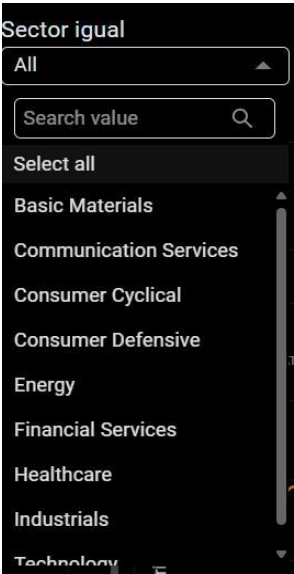 Sector igual
All
Search value
Select all
Basic Materials
Communication Services
Consumer Cyclical
Consumer Defensive
Energy
Financial Services
Healthcare
Industrials
Technology